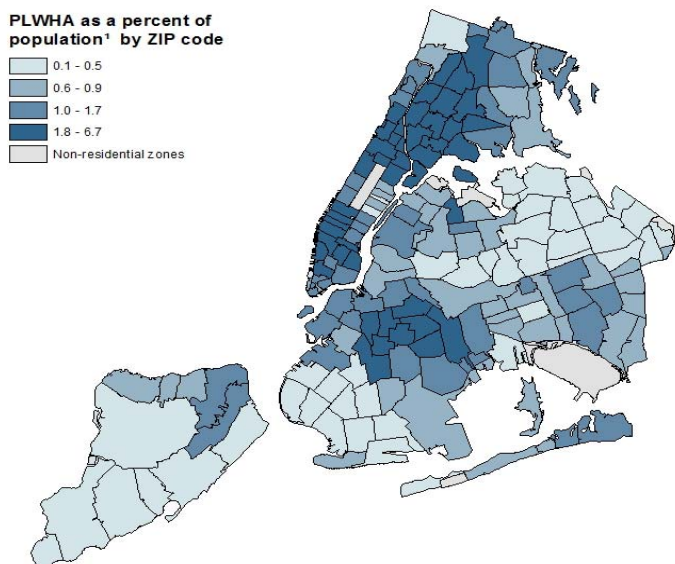 PLWHA as a percent of
population¹ by ZIP code
0.1 - 0.5
0.6 - 0.9
1.0 - 1.7
1.8 - 6.7
Non-residential zones